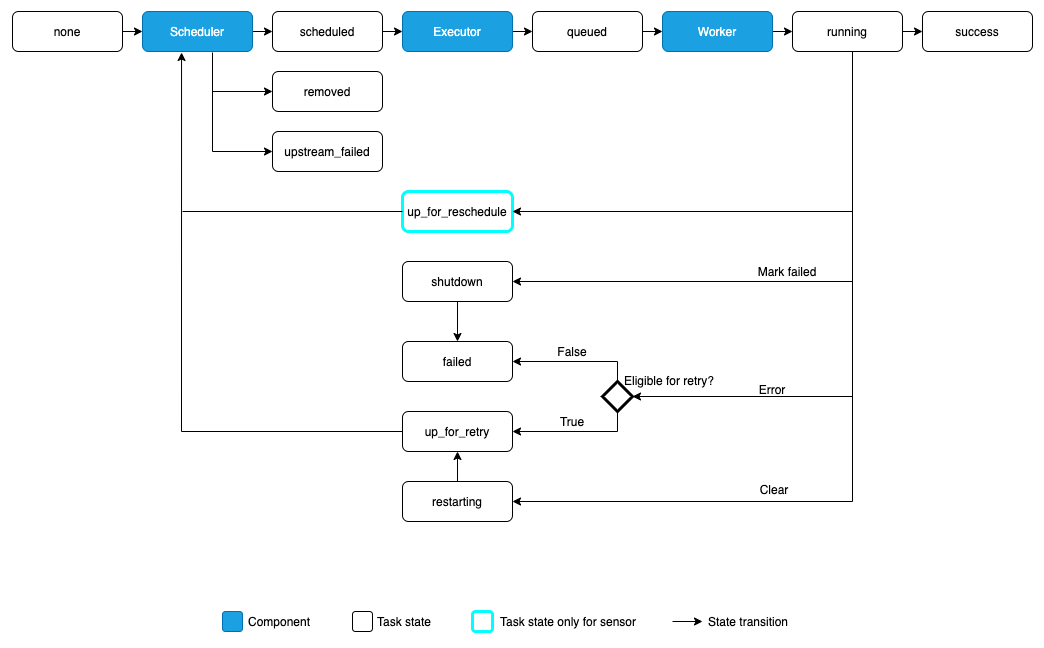 none
Scheduler
scheduled
Executor
queued
Worker
running
success
removed
upstream_failed
up_for_reschedule
shutdown
Mark failed
failed
False
Eligible for retry?
Error
True
up_for_retry
restarting
Clear
Component
Task state
Task state only for sensor
State transition